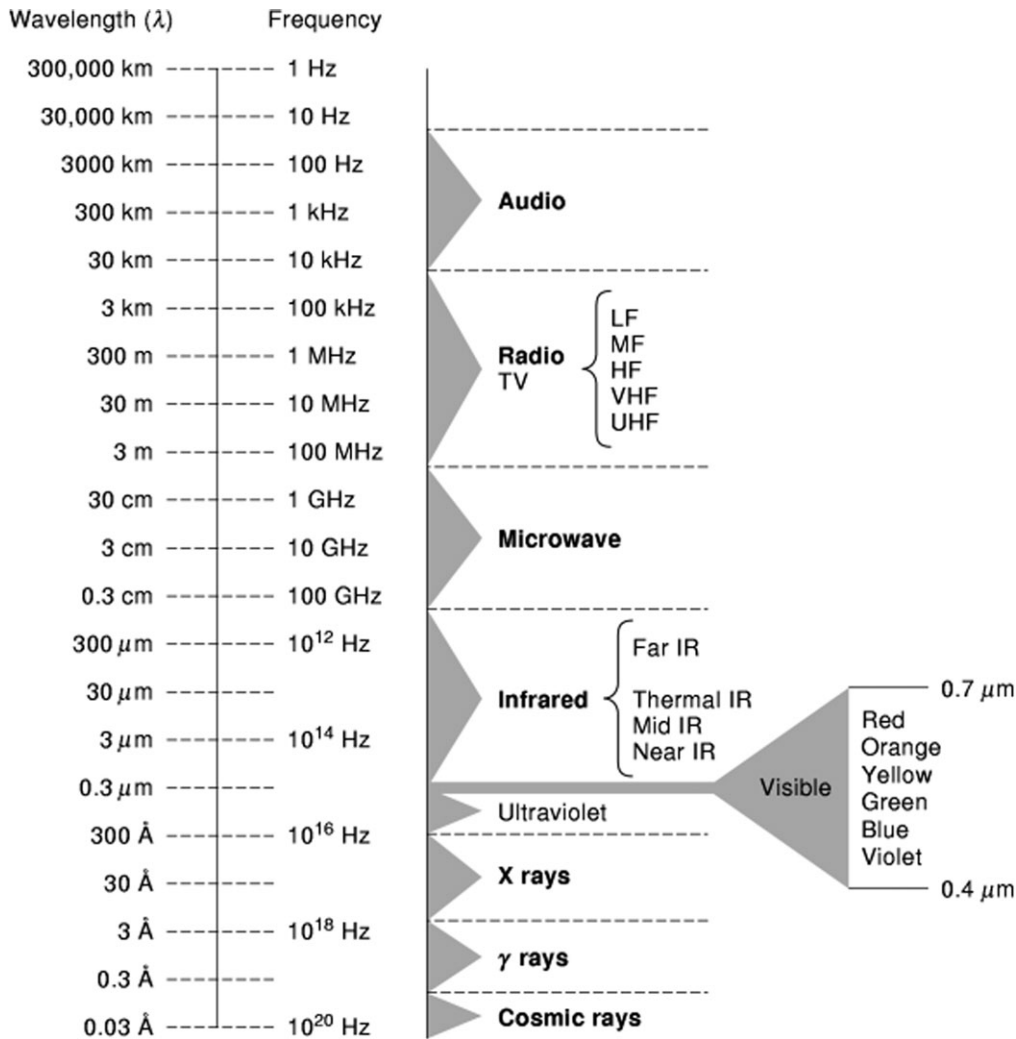 Wavelength (λ) Frequency
300,000 km 1 Hz
30,000 km 10 Hz
3000 km 100 Hz
300 km 1 kHz
30 km 10 kHz
3 km 100 kHz
300 m 1 MHz
30 m 10 MHz
3 m 100 MHz
30 cm 1 GHz
3 cm 10 GHz
0.3 cm 100 GHz
300 μm 10¹² Hz
30 μm
3 μm 10¹⁴ Hz
0.3 μm
300 Å 10¹⁶ Hz
30 Å
3 Å 10¹⁸ Hz
0.3 Å
0.03 Å 10²⁰ Hz
Audio
Radio
TV
LF
MF
HF
VHF
UHF
Microwave
Infrared
Far IR
Thermal IR
Mid IR
Near IR
Visible
0.7 μm
Red
Orange
Yellow
Green
Blue
Violet
0.4 μm
Ultraviolet
X rays
γ rays
Cosmic rays